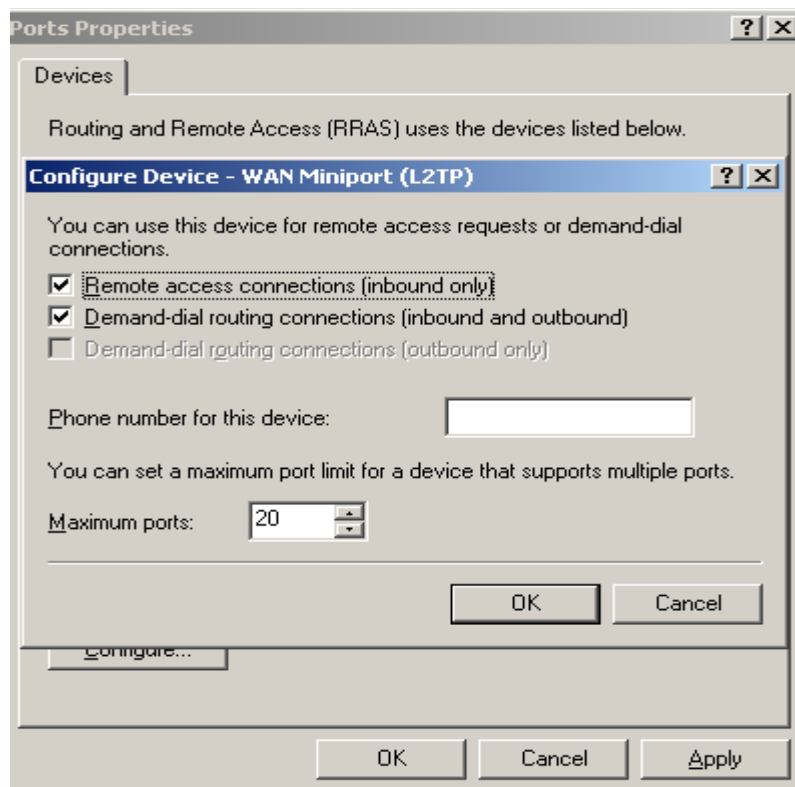 Ports Properties
Devices
Routing and Remote Access (RRAS) uses the devices listed below.
Configure Device - WAN Miniport (L2TP)
You can use this device for remote access requests or demand-dial
connections.
Remote access connections (inbound only)
Demand-dial routing connections (inbound and outbound)
Demand-dial routing connections (outbound only)
Phone number for this device:
You can set a maximum port limit for a device that supports multiple ports.
Maximum ports: 20
OK Cancel
Configure...
OK Cancel Apply